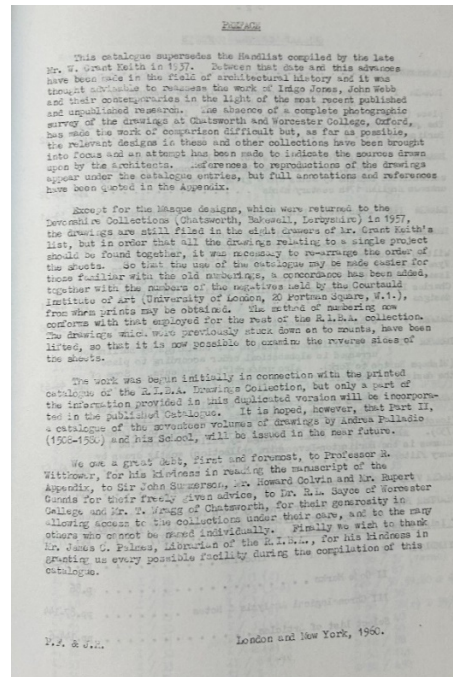 PREFACE
This catalogue supersedes the Handlist compiled by the late
Mr. W. Grant Keith in 1937. Between that date and this advances
have been made in the field of architectural history and it was
thought advisable to reassess the work of Inigo Jones, John Webb
and their contemporaries in the light of the most recent published
and unpublished research. The absence of a complete photographic
survey of the drawings at Chatsworth and Worcester College, Oxford,
has made the work of comparison difficult but, as far as possible,
the relevant designs in these and other collections have been brought
into focus and an attempt has been made to indicate the sources drawn
upon by the architects. References to reproductions of the drawings
appear under the catalogue entries, but full annotations and references
have been quoted in the Appendix.
Except for the Masque designs, which were returned to the
Devonshire Collections (Chatsworth, Bakewell, Derbyshire) in 1957,
the drawings are still filed in the eight drawers of Mr. Grant Keith's
list, but in order that all the drawings relating to a single project
should be found together, it was necessary to rearrange the order of
the sheets. So that the use of the catalogue may be made easier for
those familiar with the old numberings, a concordance has been added,
together with the numbers of the negatives held by the Courtauld
Institute of Art (University of London, 20 Portman Square, W.1.),
from whom prints may be obtained. The method of numbering now
conforms with that employed for the rest of the R.I.B.A. collection.
The drawings which were previously stuck down on to mounts, have been
lifted, so that it is now possible to examine the reverse sides of
the sheets.
The work was begun initially in connection with the printed
catalogue of the R.I.B.A. Drawings Collection, but only a part of
the information provided in this duplicated version will be incorpora-
ted in the published Catalogue. It is hoped, however, that Part II,
a catalogue of the seventeen volumes of drawings by Andrea Palladio
(1508-1580) and his School, will be issued in the near future.
We owe a great debt, first and foremost, to Professor R.
Wittkower, for his kindness in reading the manuscript of the
Appendix, to Sir John Summerson, Mr. Howard Colvin and Mr. Rupert
Gunnis for their freely given advice, to Dr. R.A. Sayce of Worcester
College and Mr. T. Wragg of Chatsworth, for their generosity in
allowing access to the collections under their care, and to the many
others who cannot be named individually. Finally we wish to thank
Mr. James C. Palmes, Librarian of the R.I.B.A., for his kindness in
granting us every possible facility during the compilation of this
catalogue.
London and New York, 1960.